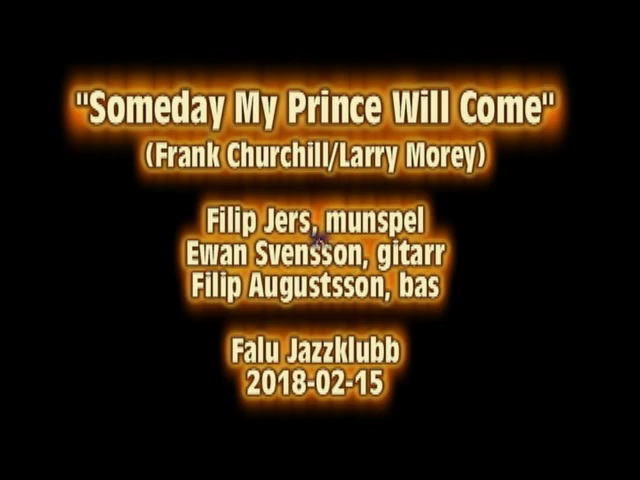 "Someday My Prince Will Come"
(Frank Churchill/Larry Morey)
Filip Jers, munspel
Ewan Svensson, gitarr
Filip Augustsson, bas
Falu Jazzklubb
2018-02-15